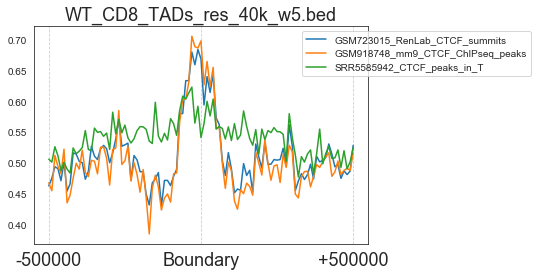 WT_CD8_TADs_res_40k_w5.bed
GSM723015_RenLab_CTCF_summits
GSM918748_mm9_CTCF_ChIPseq_peaks
SRR5585942_CTCF_peaks_in_T
0.70
0.65
0.60
0.55
0.50
0.45
0.40
-500000
Boundary
+500000